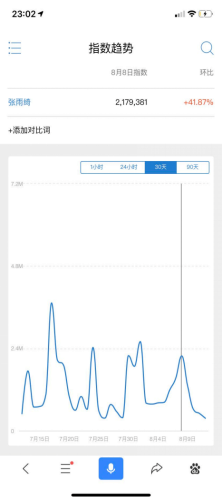 23:02
指数趋势
8月8日指数 环比
张雨绮 2,179,381 +41.87%
+添加对比词
1小时 24小时 30天 90天
7.2M
4.8M
2.4M
0
7月15日 7月20日 7月25日 7月30日 8月4日 8月9日